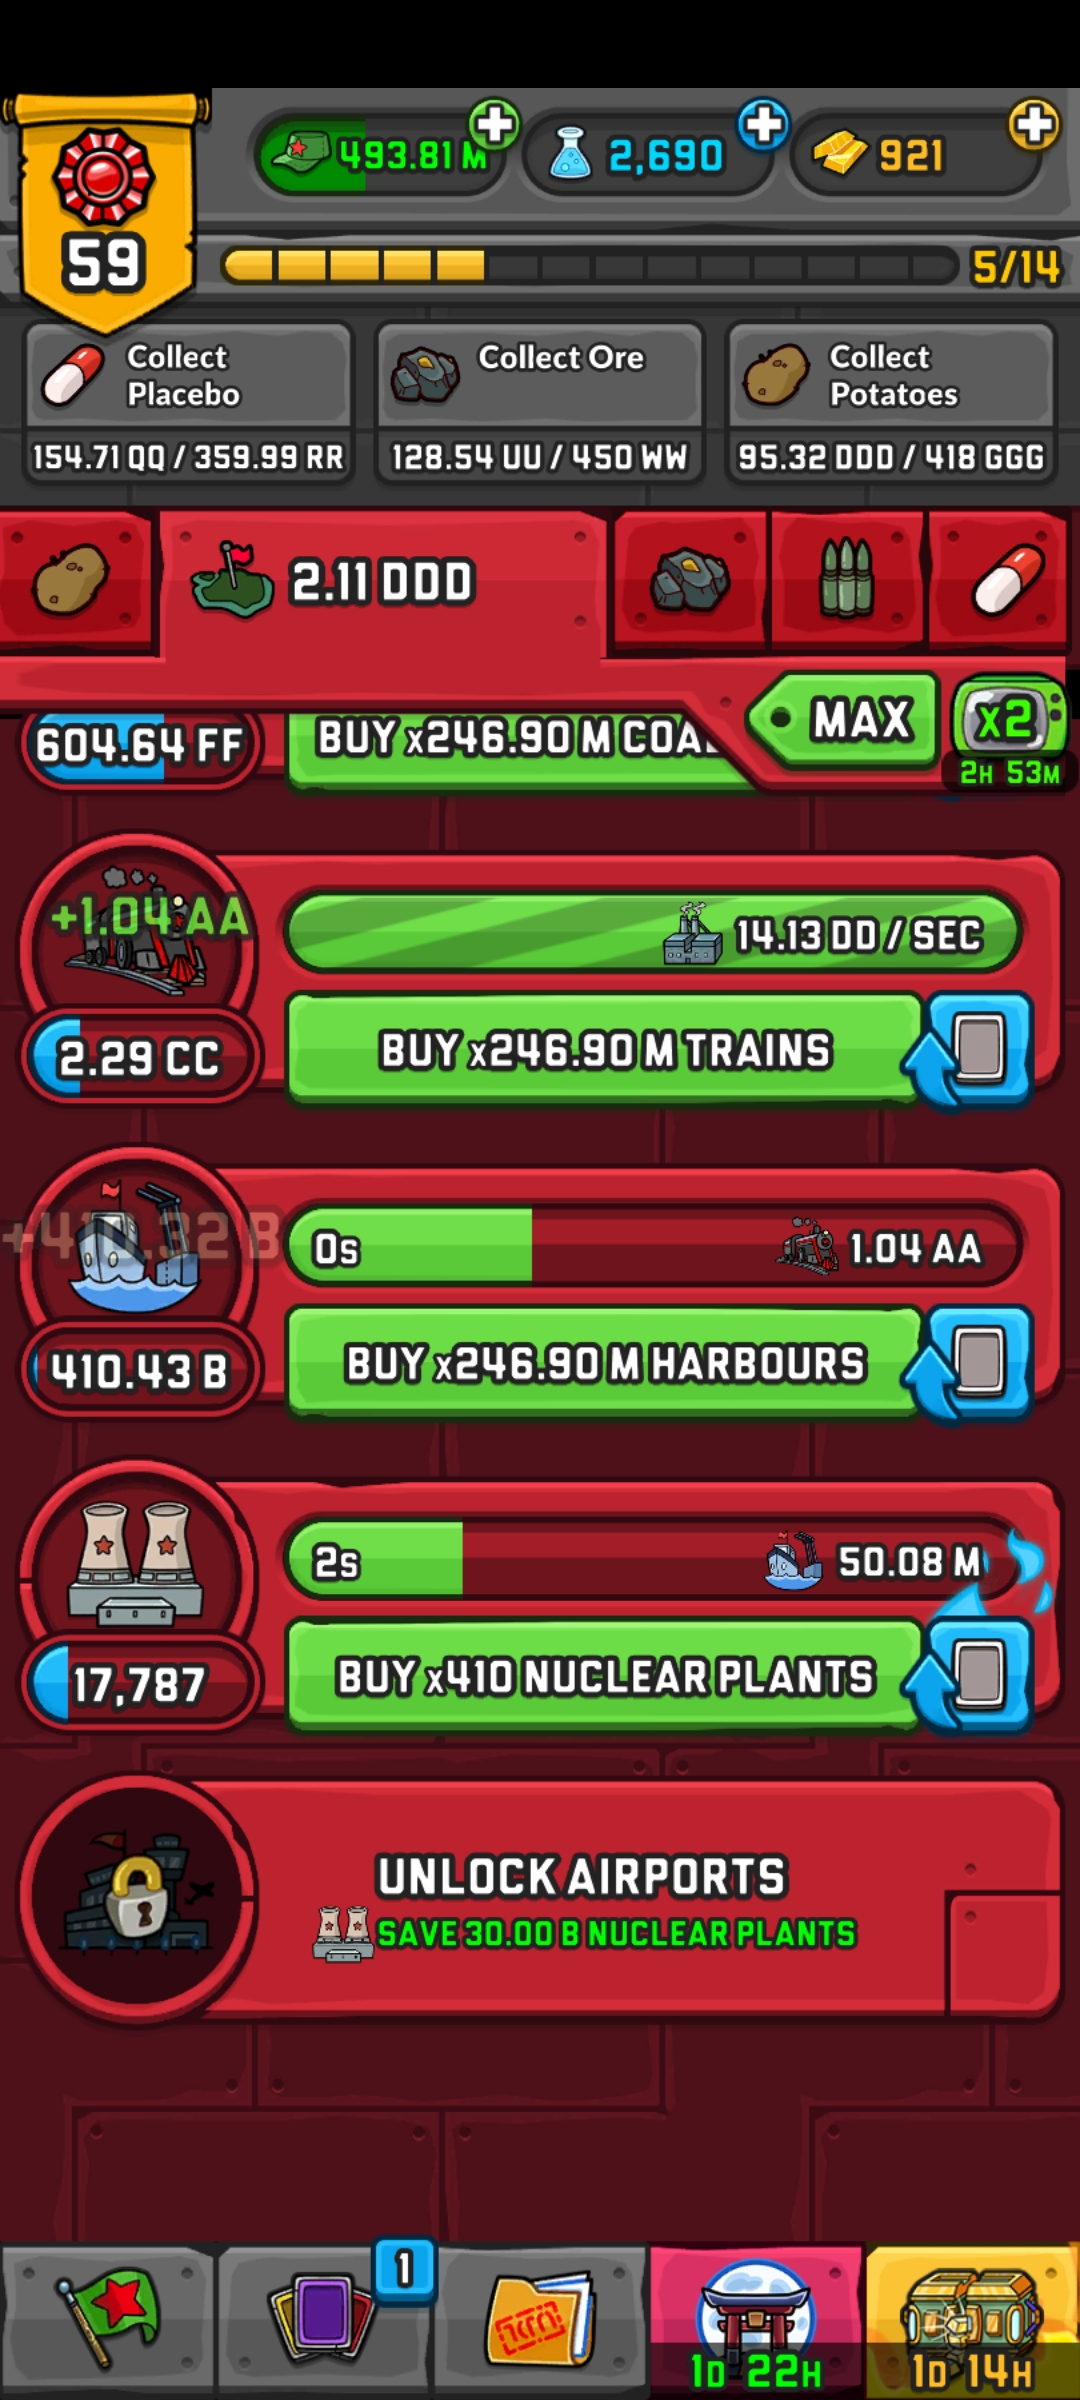 493.81 M
2,690
921
59
5/14
Collect
Placebo
154.71 QQ / 359.99 RR
Collect Ore
128.54 UU / 450 WW
Collect
Potatoes
95.32 DDD / 418 GGG
2.11 DDD
MAX
x2
2H 53M
604.64 FF
BUY x246.90 M COAL
+1.04 AA
14.13 DD / SEC
2.29 CC
BUY x246.90 M TRAINS
+410.32 B
0s
1.04 AA
410.43 B
BUY x246.90 M HARBOURS
2s
50.08 M
17,787
BUY x410 NUCLEAR PLANTS
UNLOCK AIRPORTS
SAVE 30.00 B NUCLEAR PLANTS
1
1D 22H
1D 14H